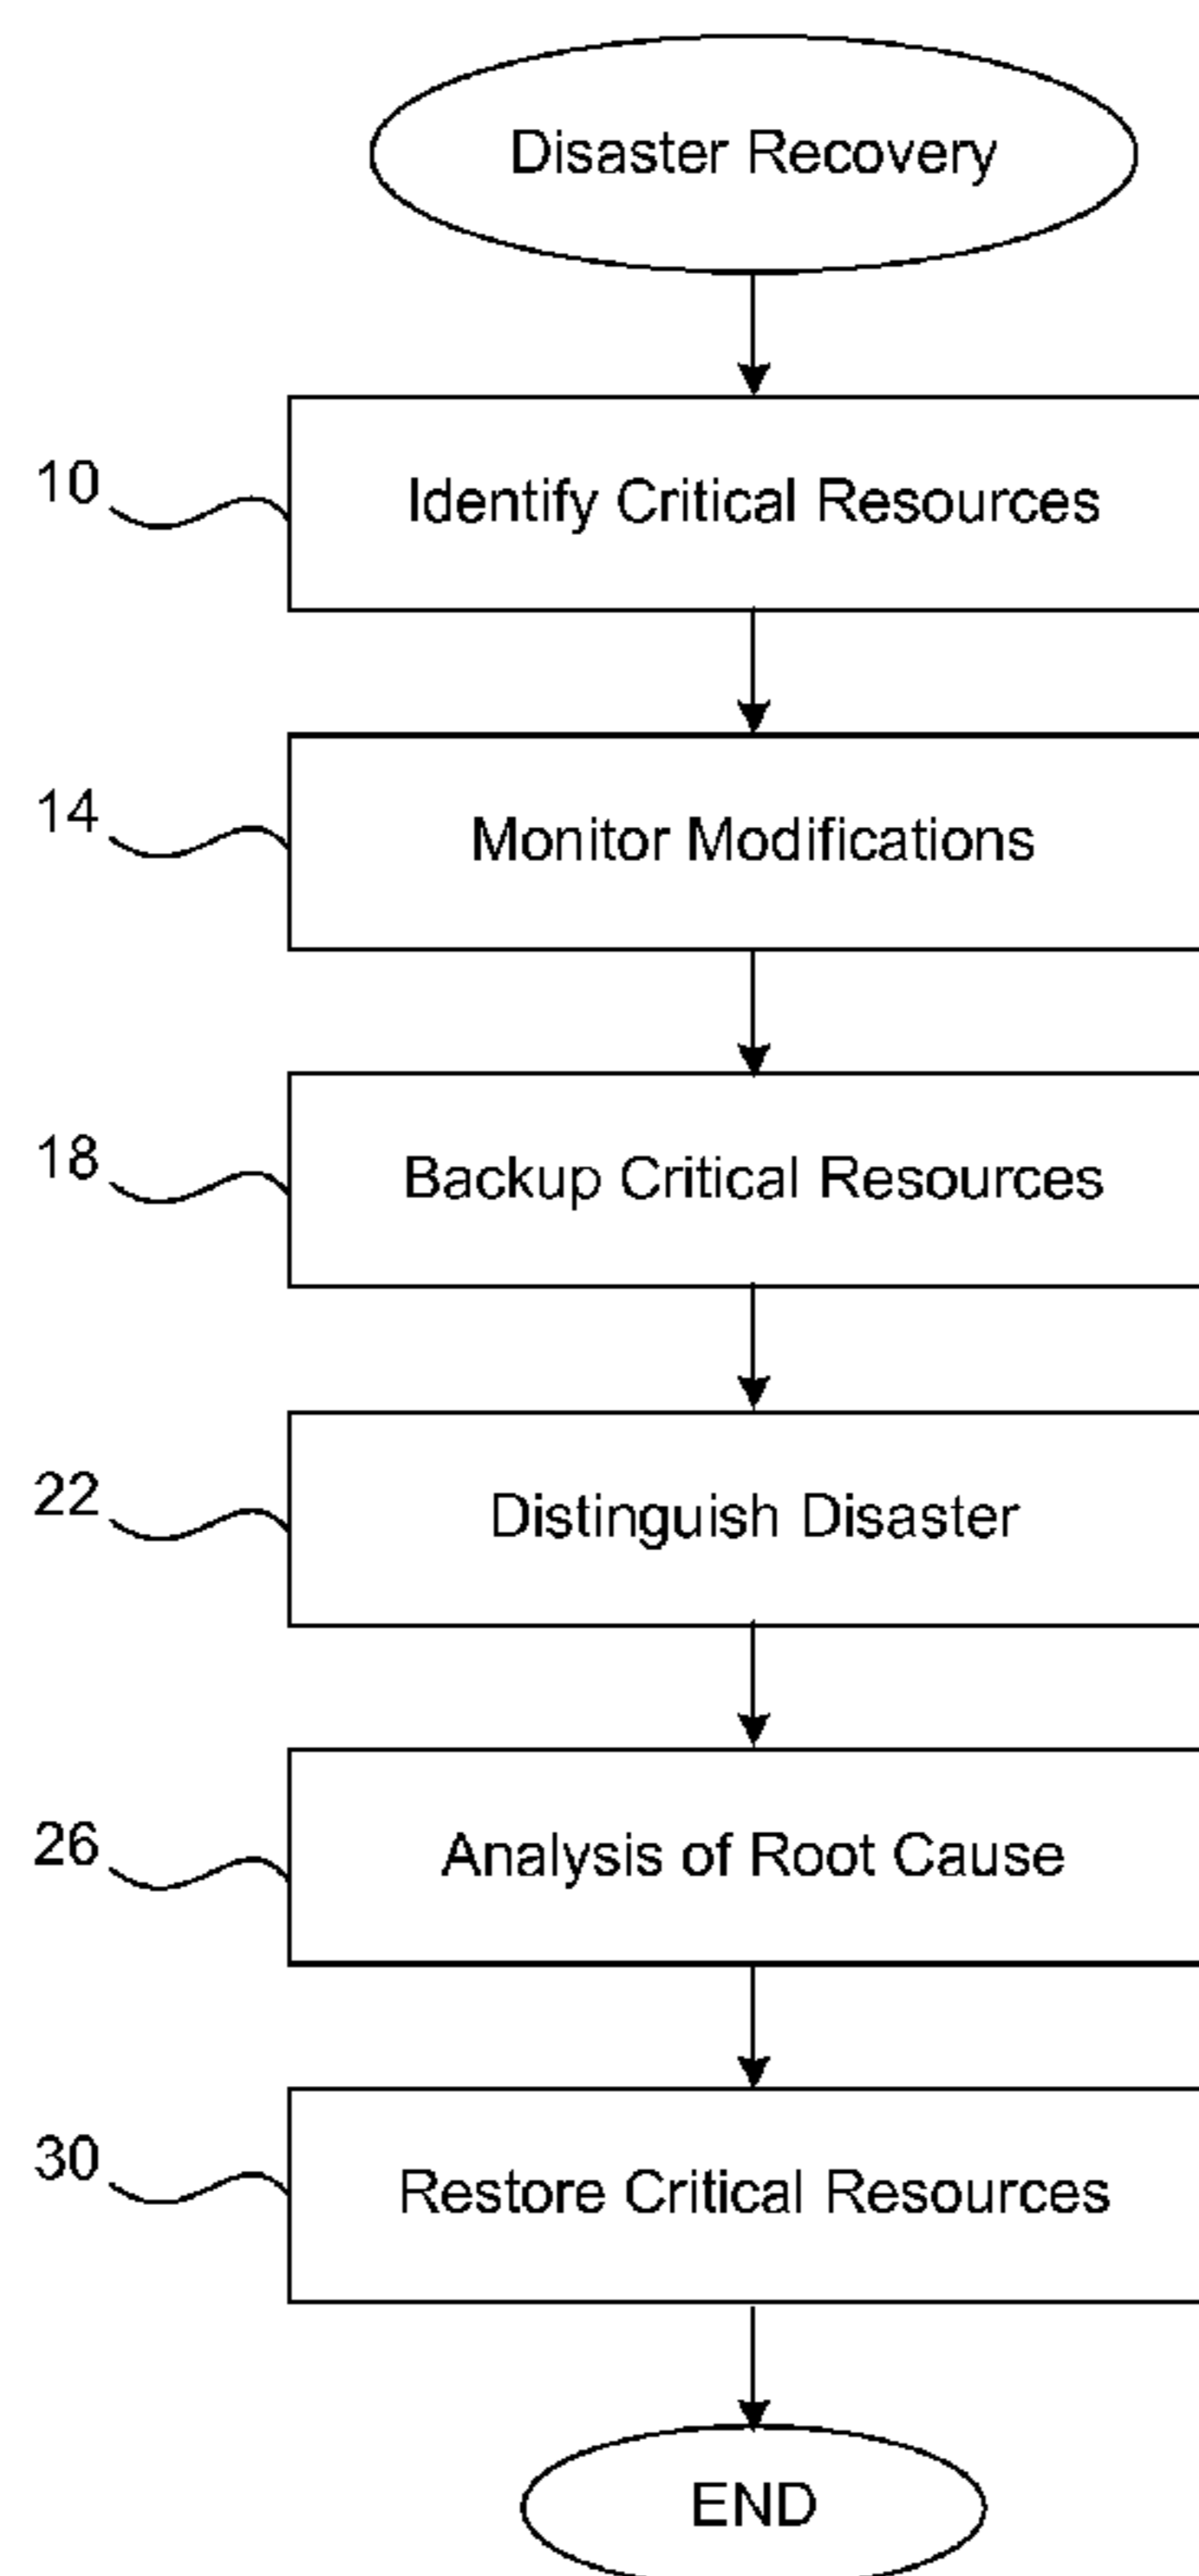 Disaster Recovery
10
Identify Critical Resources
14
Monitor Modifications
18
Backup Critical Resources
22
Distinguish Disaster
26
Analysis of Root Cause
30
Restore Critical Resources
END